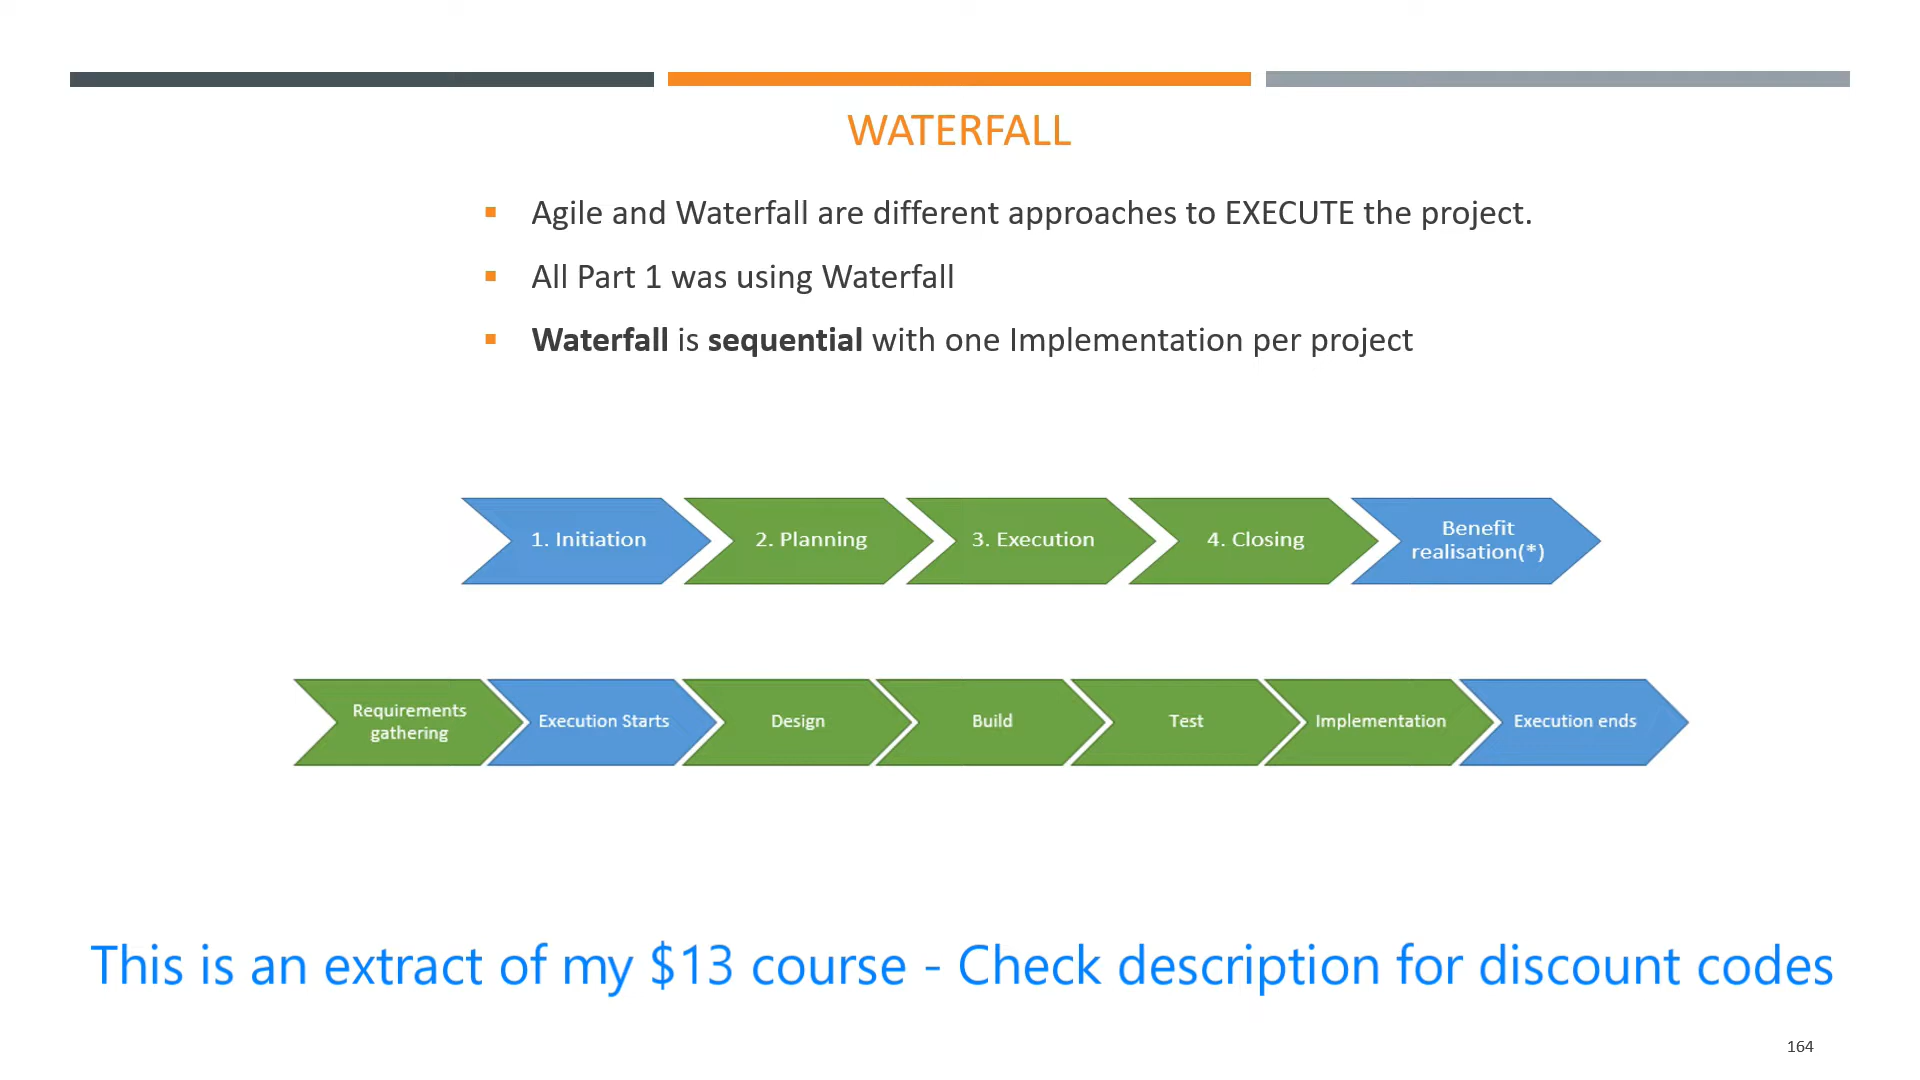 WATERFALL
Agile and Waterfall are different approaches to EXECUTE the project.
All Part 1 was using Waterfall
Waterfall is sequential with one Implementation per project
1. Initiation
2. Planning
3. Execution
4. Closing
Benefit
realisation(*)
Requirements
gathering
Execution Starts
Design
Build
Test
Implementation
Execution ends
This is an extract of my $13 course - Check description for discount codes
164